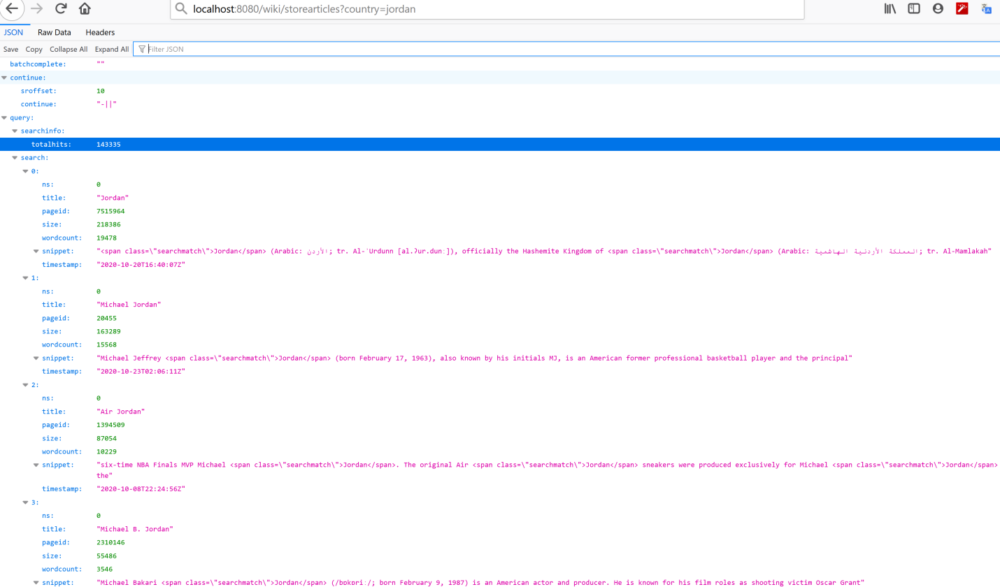 localhost:8080/wiki/storearticles?country=jordan
JSON Raw Data Headers
Save Copy Collapse All Expand All Filter JSON
batchcomplete: ""
continue:
sroffset: 10
continue: "-||"
query:
searchinfo:
totalhits: 143335
search:
0:
ns: 0
title: "Jordan"
pageid: 7515964
size: 218386
wordcount: 19478
snippet: "<span class=\"searchmatch\">Jordan</span> (Arabic: الأردن; tr. Al-ʾUrdunn [al.ʔur.dunː]), officially the Hashemite Kingdom of <span class=\"searchmatch\">Jordan</span> (Arabic: المملكة الأردنية الهاشمية; tr. Al-Mamlakah"
timestamp: "2020-10-20T16:40:07Z"
1:
ns: 0
title: "Michael Jordan"
pageid: 20455
size: 163289
wordcount: 15568
snippet: "Michael Jeffrey <span class=\"searchmatch\">Jordan</span> (born February 17, 1963), also known by his initials MJ, is an American former professional basketball player and the principal"
timestamp: "2020-10-23T02:06:11Z"
2:
ns: 0
title: "Air Jordan"
pageid: 1394509
size: 87054
wordcount: 10229
snippet: "six-time NBA Finals MVP Michael <span class=\"searchmatch\">Jordan</span>. The original Air <span class=\"searchmatch\">Jordan</span> sneakers were produced exclusively for Michael <span class=\"searchmatch\">Jordan</span>
the"
timestamp: "2020-10-08T22:24:56Z"
3:
ns: 0
title: "Michael B. Jordan"
pageid: 2310146
size: 55486
wordcount: 3546
snippet: "Michael Bakari <span class=\"searchmatch\">Jordan</span> (/bɒkɒriː/; born February 9, 1987) is an American actor and producer. He is known for his film roles as shooting victim Oscar Grant"